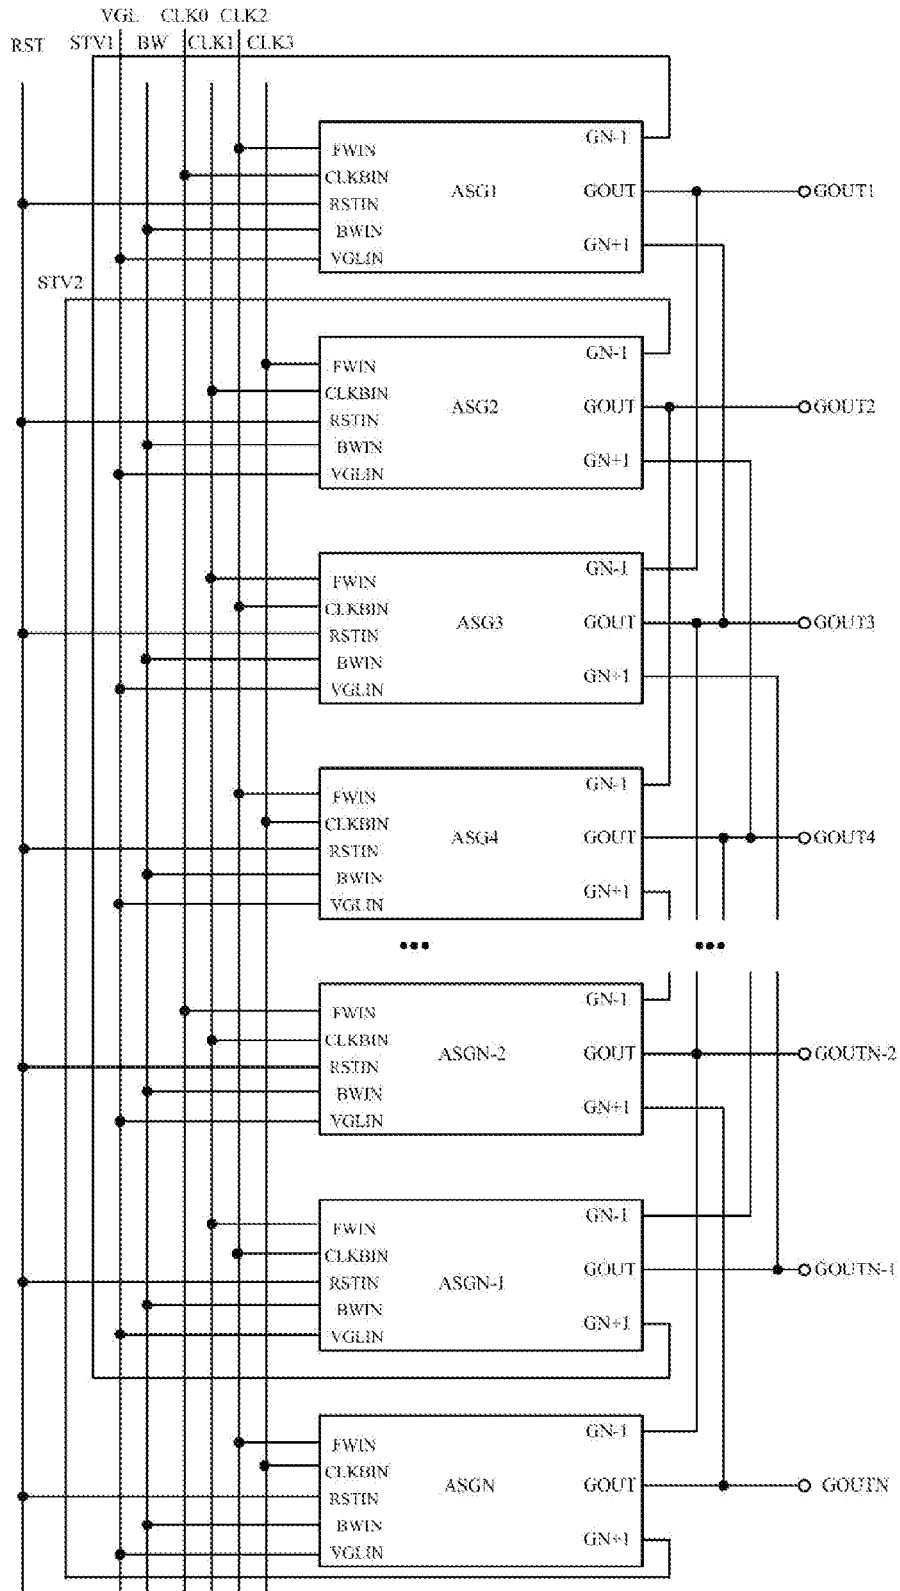 VGL CLK0 CLK2
RST STV1 BW CLK1 CLK3
GN-1
FWIN
CLKBIN
ASG1
GOUT
GOUT1
RSTIN
BWIN
GN+1
VGLIN
STV2
GN-1
FWIN
CLKBIN
ASG2
GOUT
GOUT2
RSTIN
BWIN
GN+1
VGLIN
GN-1
FWIN
CLKBIN
ASG3
GOUT
GOUT3
RSTIN
BWIN
GN+1
VGLIN
GN-1
FWIN
CLKBIN
ASG4
GOUT
GOUT4
RSTIN
BWIN
GN+1
VGLIN
•••
•••
GN-1
FWIN
CLKBIN
ASGN-2
GOUT
GOUTN-2
RSTIN
BWIN
GN+1
VGLIN
GN-1
FWIN
CLKBIN
ASGN-1
GOUT
GOUTN-1
RSTIN
BWIN
GN+1
VGLIN
GN-1
FWIN
CLKBIN
ASGN
GOUT
GOUTN
RSTIN
BWIN
GN+1
VGLIN